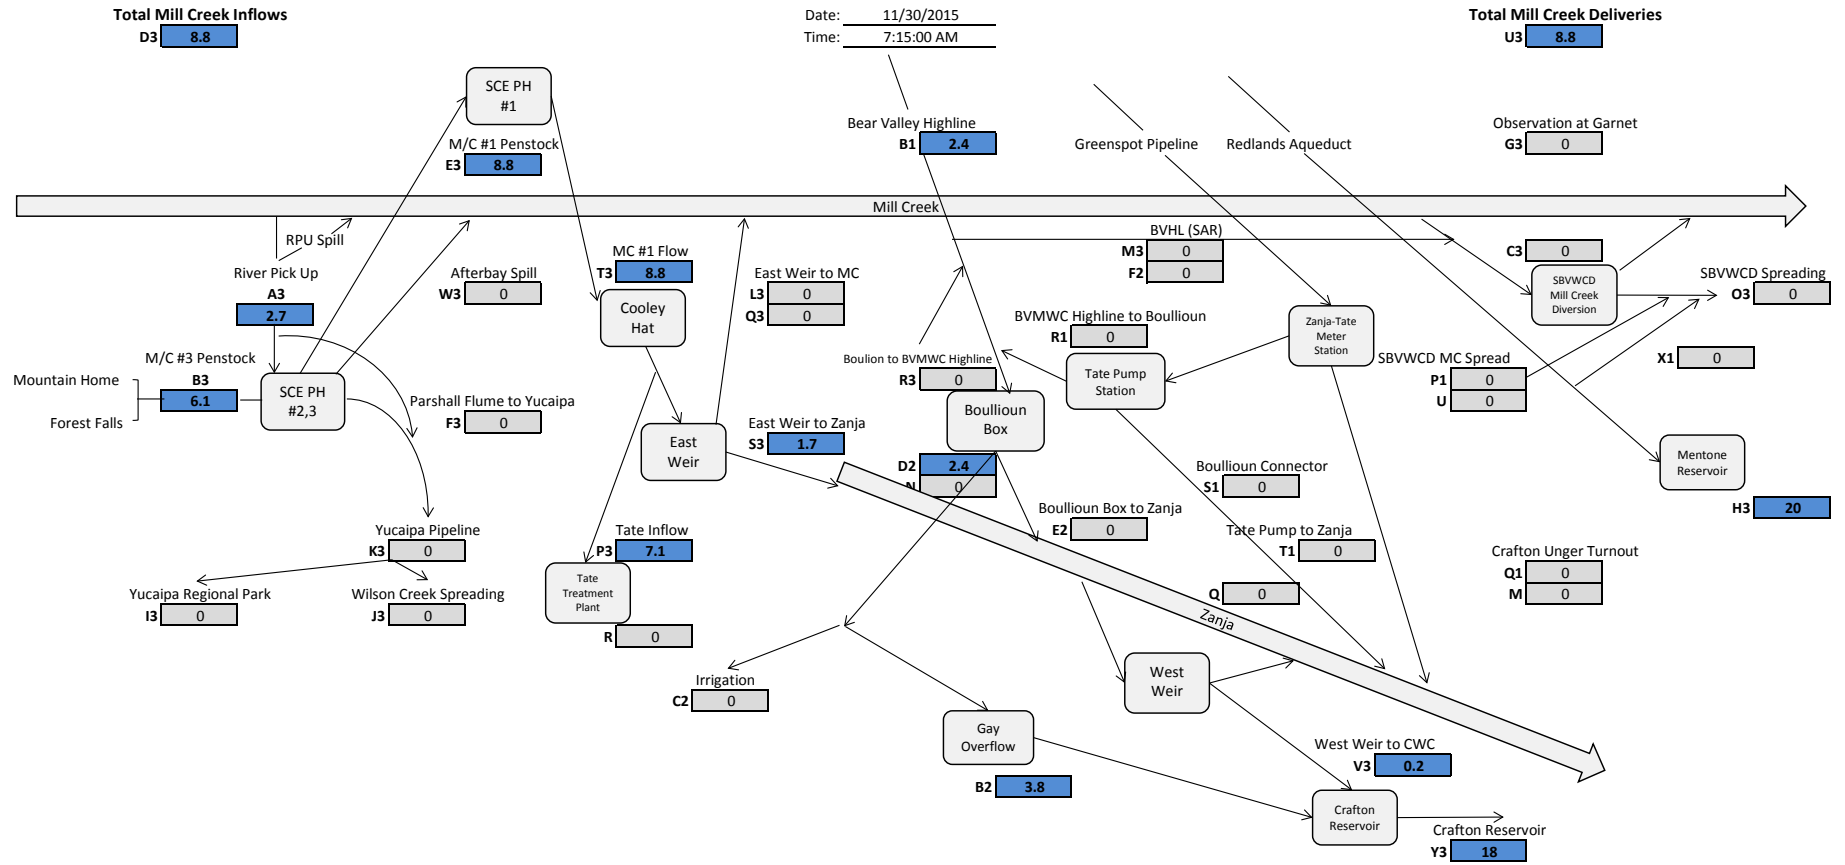 Total Mill Creek Inflows
D3 8.8
Date: 11/30/2015
Time: 7:15:00 AM
Total Mill Creek Deliveries
U3 8.8
SCE PH
#1
M/C #1 Penstock
E3 8.8
Bear Valley Highline
B1 2.4
Greenspot Pipeline
Redlands Aqueduct
Observation at Garnet
G3 0
Mill Creek
RPU Spill
River Pick Up
A3
2.7
Afterbay Spill
W3 0
MC #1 Flow
T3 8.8
Cooley
Hat
East Weir to MC
L3 0
Q3 0
BVHL (SAR)
M3 0
F2 0
C3 0
SBVWCD
Mill Creek
Diversion
SBVWCD Spreading
O3 0
BVMWC Highline to Boullioun
R1 0
Zanja-Tate
Meter
Station
M/C #3 Penstock
B3
6.1
Mountain Home
Forest Falls
SCE PH
#2,3
Parshall Flume to Yucaipa
F3 0
Boulion to BVMWC Highline
R3 0
Tate Pump
Station
SBVWCD MC Spread
P1 0
U 0
X1 0
Boullioun
Box
East
Weir
East Weir to Zanja
S3 1.7
D2 2.4
N 0
Boullioun Connector
S1 0
Mentone
Reservoir
H3 20
Boullioun Box to Zanja
E2 0
Tate Pump to Zanja
T1 0
Yucaipa Pipeline
K3 0
Tate Inflow
P3 7.1
Tate
Treatment
Plant
R 0
Crafton Unger Turnout
Q1 0
M 0
Yucaipa Regional Park
I3 0
Wilson Creek Spreading
J3 0
Q 0
Zanja
Irrigation
C2 0
West
Weir
Gay
Overflow
B2 3.8
West Weir to CWC
V3 0.2
Crafton
Reservoir
Crafton Reservoir
Y3 18